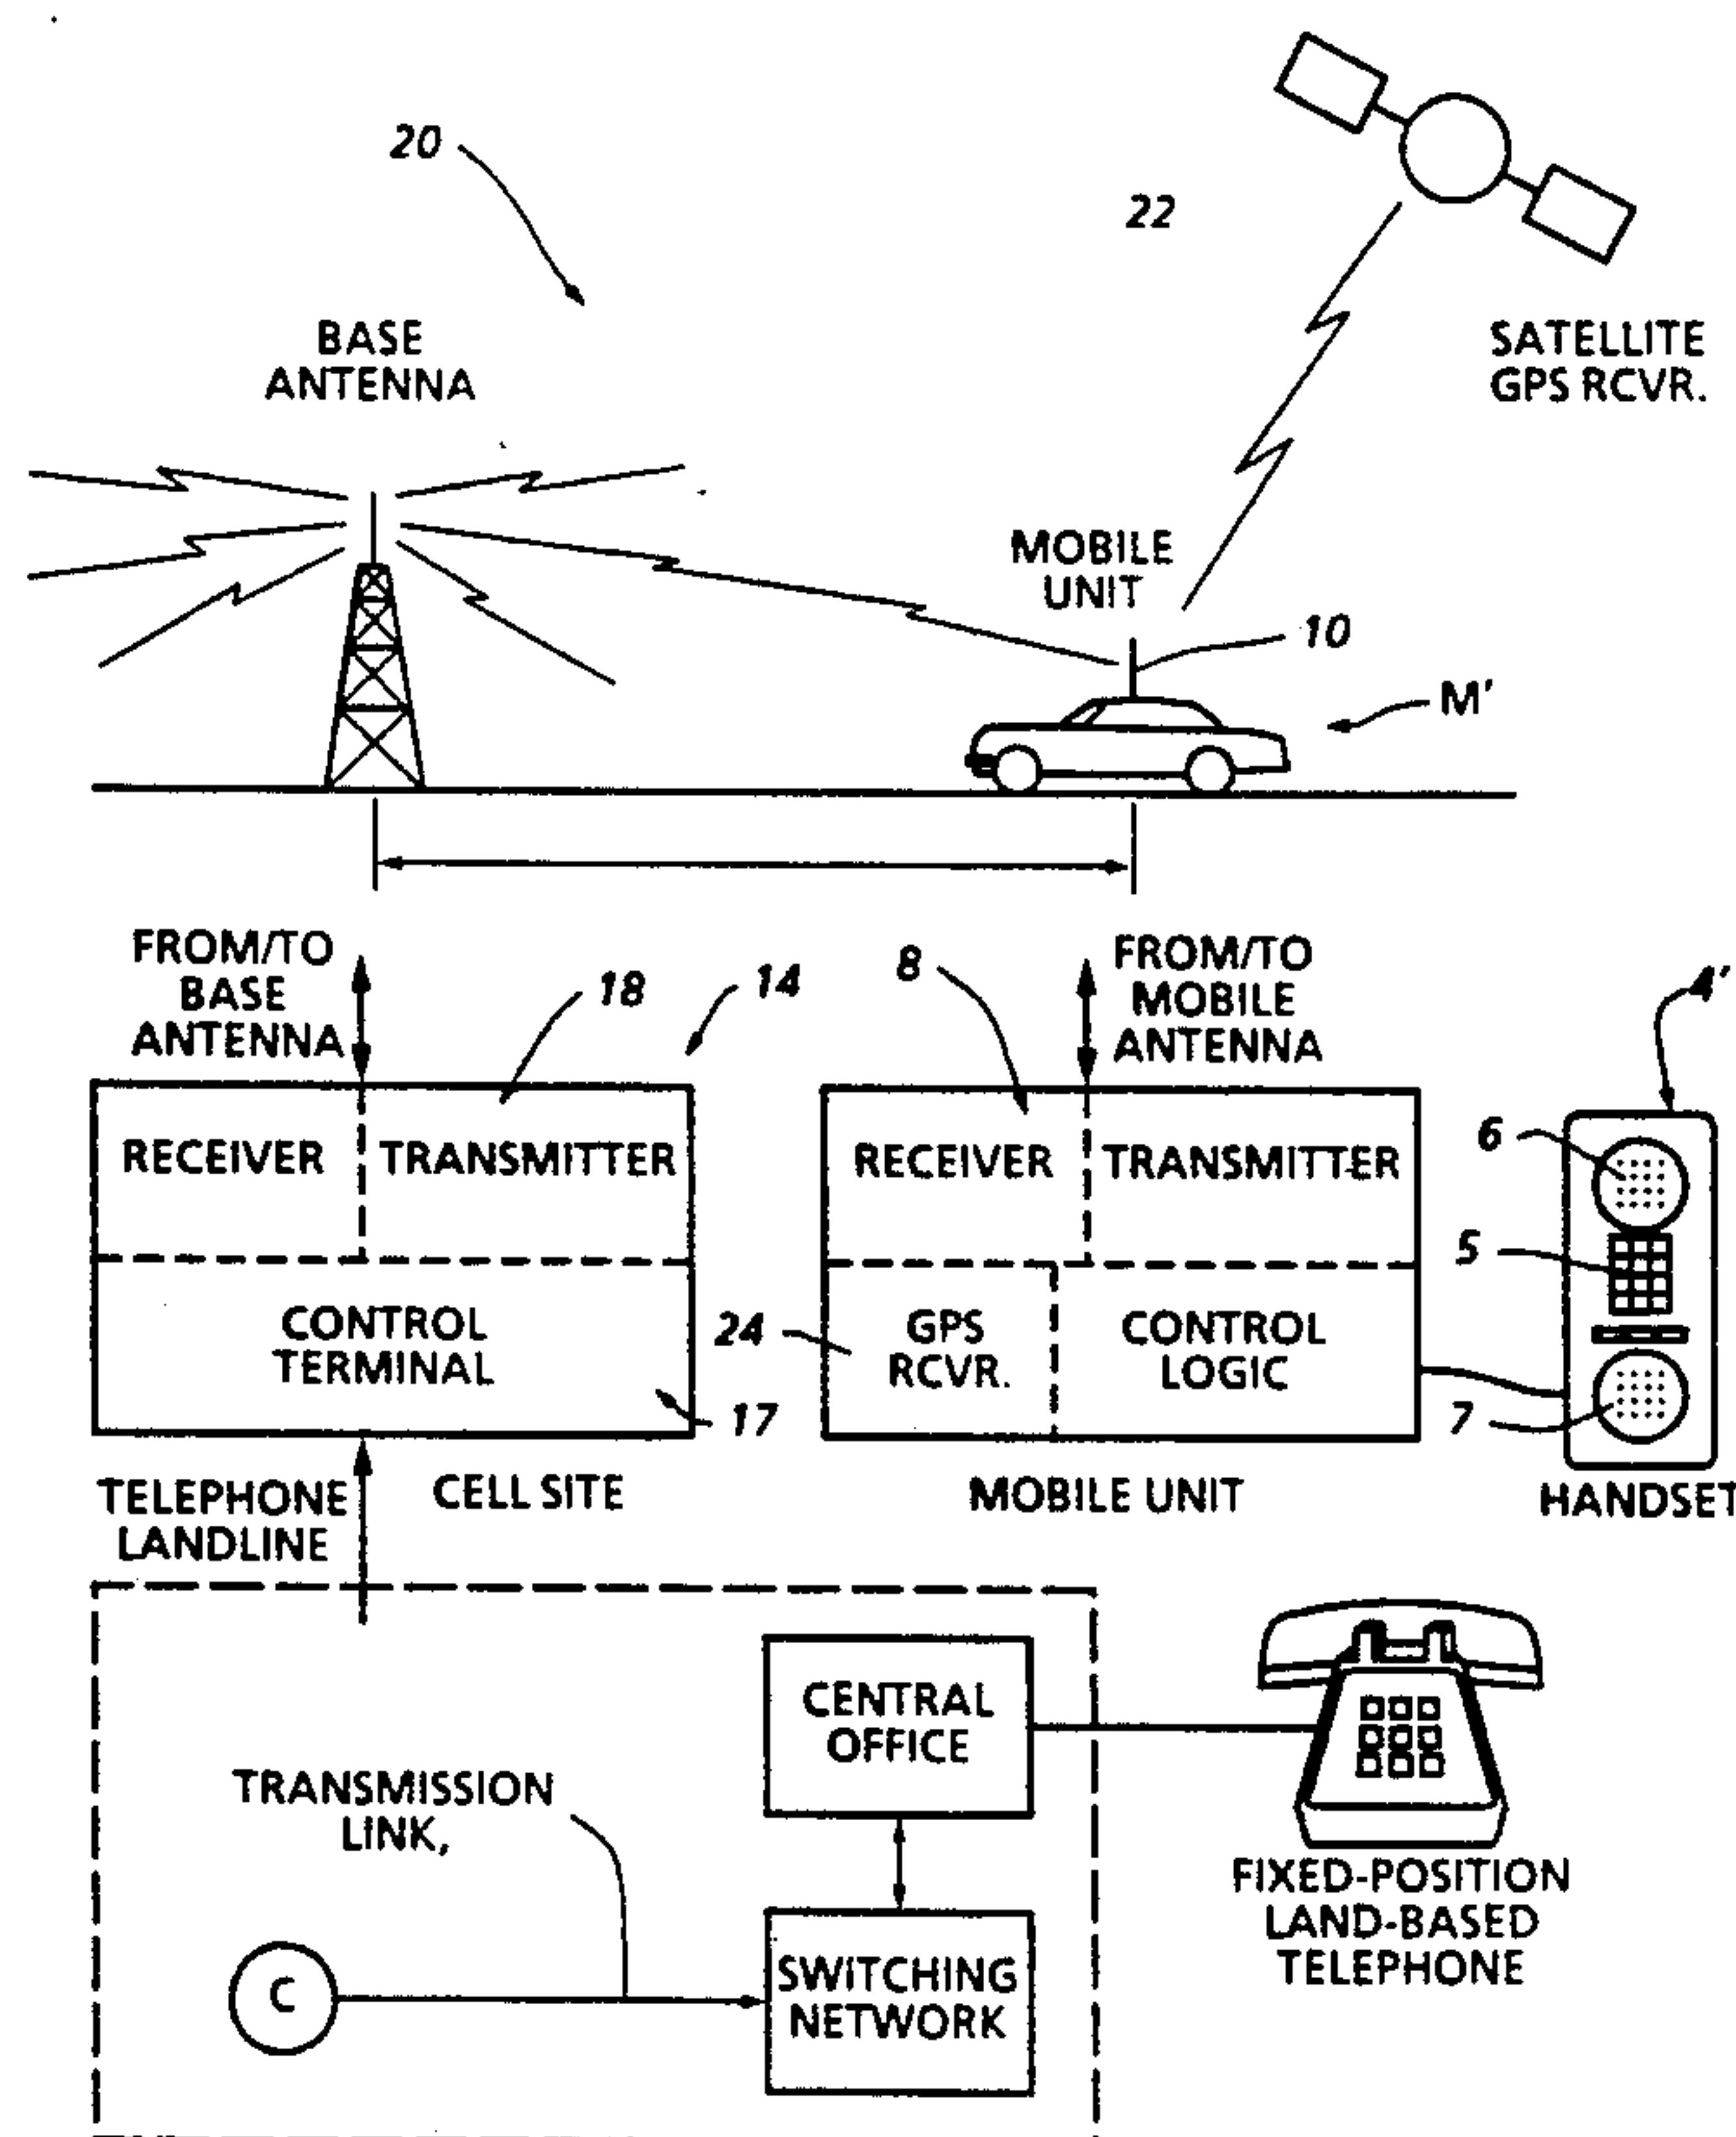 20
22
BASE
ANTENNA
SATELLITE
GPS RCVR.
MOBILE
UNIT
10
M'
FROM/TO
BASE
ANTENNA
18
14
8
FROM/TO
MOBILE
ANTENNA
RECEIVER
TRANSMITTER
RECEIVER
TRANSMITTER
6
5
CONTROL
TERMINAL
24
GPS
RCVR.
CONTROL
LOGIC
17
7
TELEPHONE
LANDLINE
CELL SITE
MOBILE UNIT
HANDSET
CENTRAL
OFFICE
TRANSMISSION
LINK,
FIXED-POSITION
LAND-BASED
TELEPHONE
C
SWITCHING
NETWORK